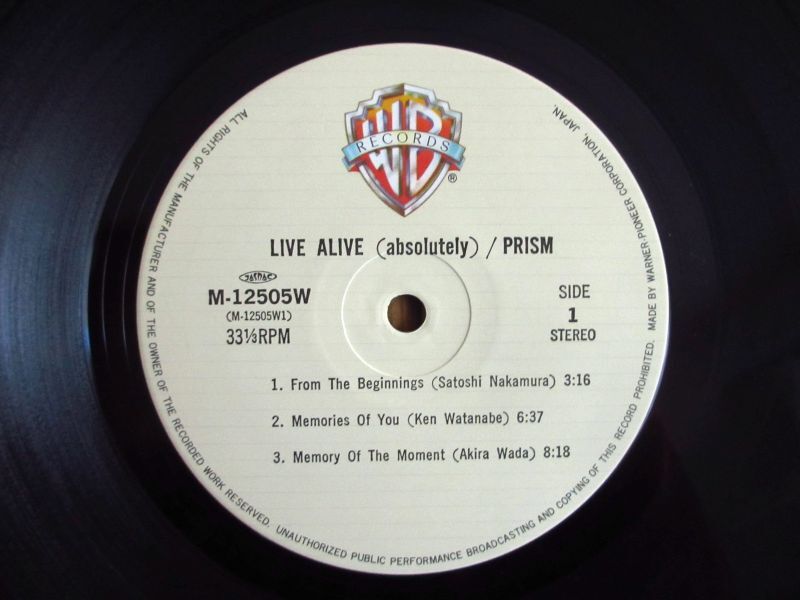 WB
RECORDS
®
LIVE ALIVE (absolutely) / PRISM
JASRAC
M-12505W
(M-12505W1)
33⅓RPM
SIDE
1
STEREO
1. From The Beginnings (Satoshi Nakamura) 3:16
2. Memories Of You (Ken Watanabe) 6:37
3. Memory Of The Moment (Akira Wada) 8:18
ALL RIGHTS OF THE MANUFACTURER AND OF THE OWNER OF THE RECORDED WORK RESERVED. UNAUTHORIZED PUBLIC PERFORMANCE BROADCASTING AND COPYING OF THIS RECORD PROHIBITED. MADE BY WARNER-PIONEER CORPORATION, JAPAN.